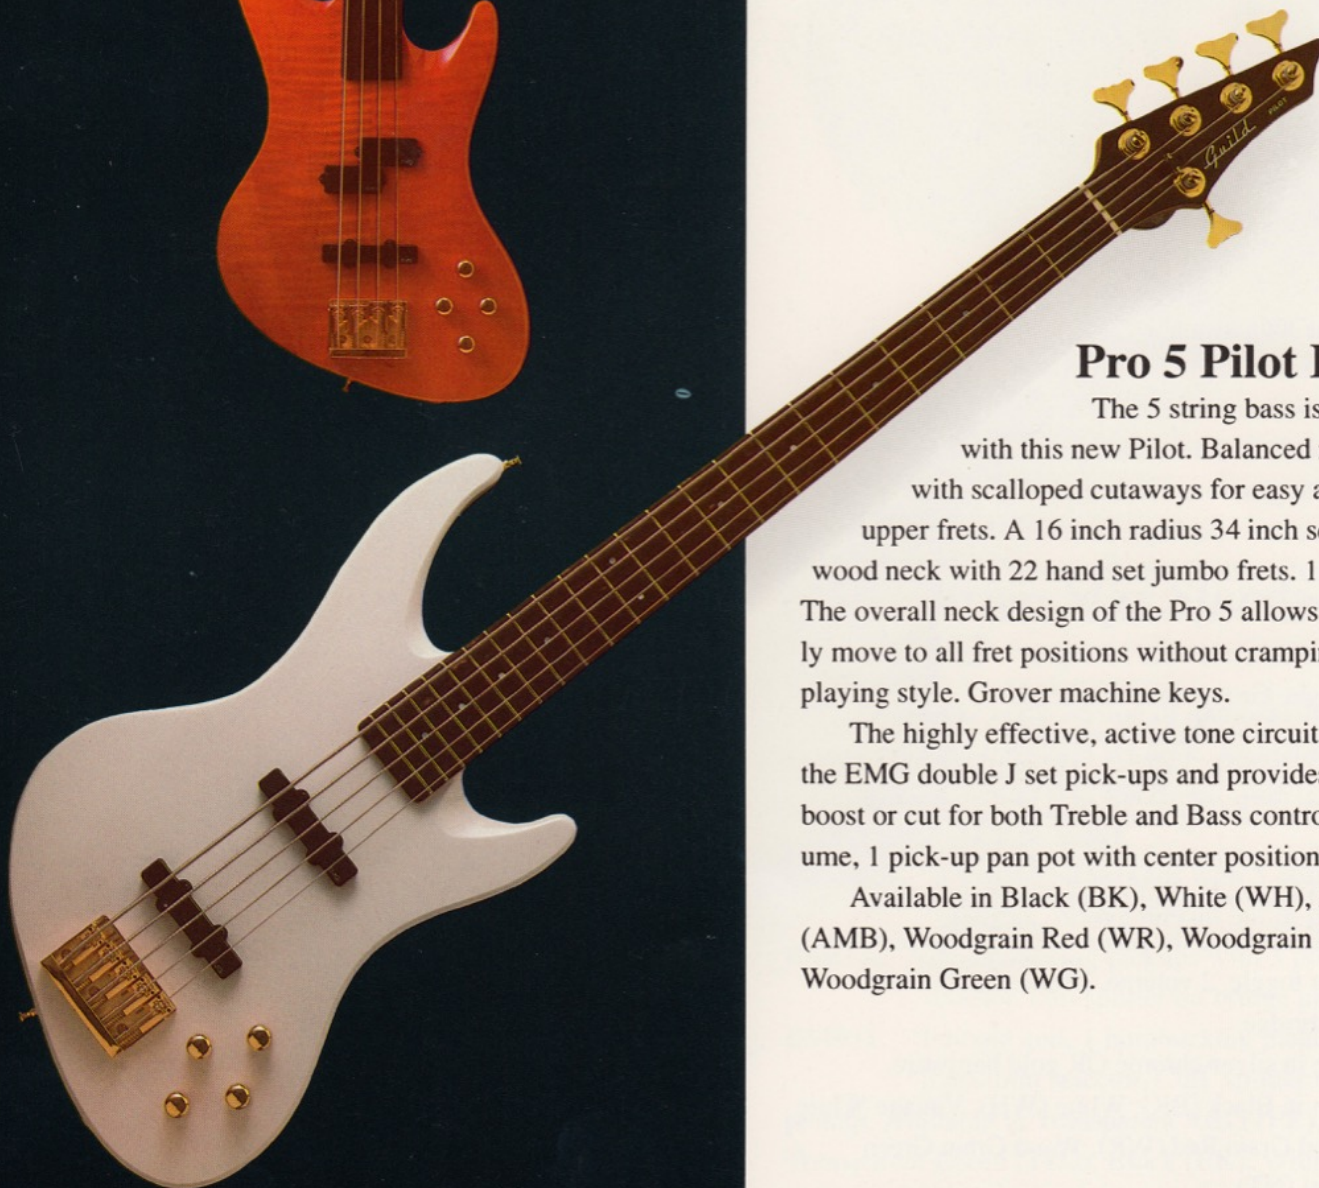 Guild
PILOT
Pro 5 Pilot
The 5 string bass is
with this new Pilot. Balanced
with scalloped cutaways for easy
upper frets. A 16 inch radius 34 inch
wood neck with 22 hand set jumbo frets. 1
The overall neck design of the Pro 5 allows
ly move to all fret positions without crampi
playing style. Grover machine keys.
The highly effective, active tone circuit
the EMG double J set pick-ups and provide
boost or cut for both Treble and Bass contro
ume, 1 pick-up pan pot with center position
Available in Black (BK), White (WH),
(AMB), Woodgrain Red (WR), Woodgrain
Woodgrain Green (WG).